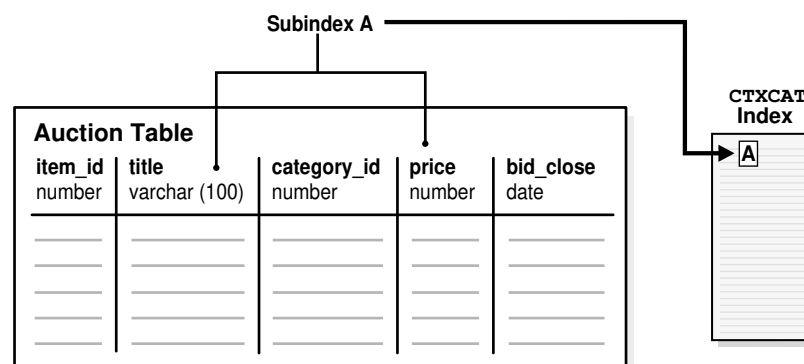 Subindex A
CTXCAT
Index
A
Auction Table
item_id title category_id price bid_close
number varchar (100) number number date